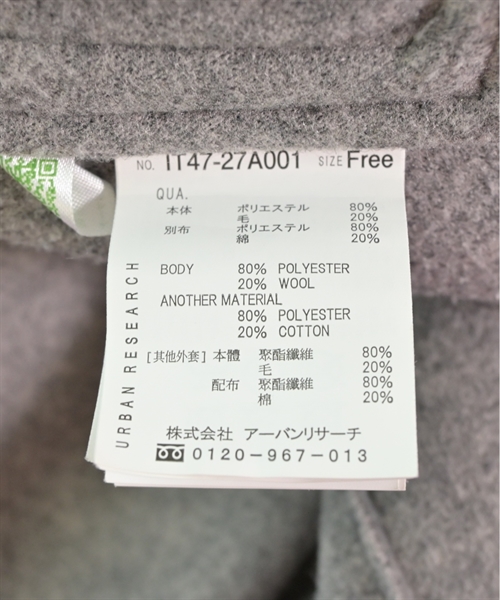 NO. IT47-27A001 SIZE Free
QUA.
本体 ポリエステル 80%
毛 20%
別布 ポリエステル 80%
綿 20%
BODY 80% POLYESTER
20% WOOL
ANOTHER MATERIAL
80% POLYESTER
20% COTTON
[其他外套] 本體 聚酯纖維 80%
毛 20%
配布 聚酯纖維 80%
棉 20%
URBAN RESEARCH
株式会社 アーバンリサーチ
0120-967-013